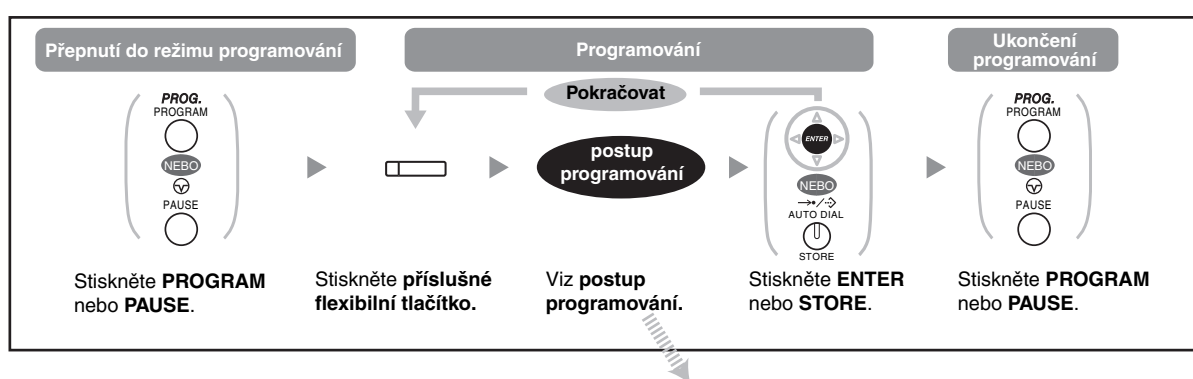 Přepnutí do režimu programování
Programování
Ukončení
programování
Pokračovat
PROG.
PROGRAM
NEBO
PAUSE
postup
programování
ENTER
NEBO
AUTO DIAL
STORE
PROG.
PROGRAM
NEBO
PAUSE
Stiskněte PROGRAM
nebo PAUSE.
Stiskněte příslušné
flexibilní tlačítko.
Viz postup
programování.
Stiskněte ENTER
nebo STORE.
Stiskněte PROGRAM
nebo PAUSE.